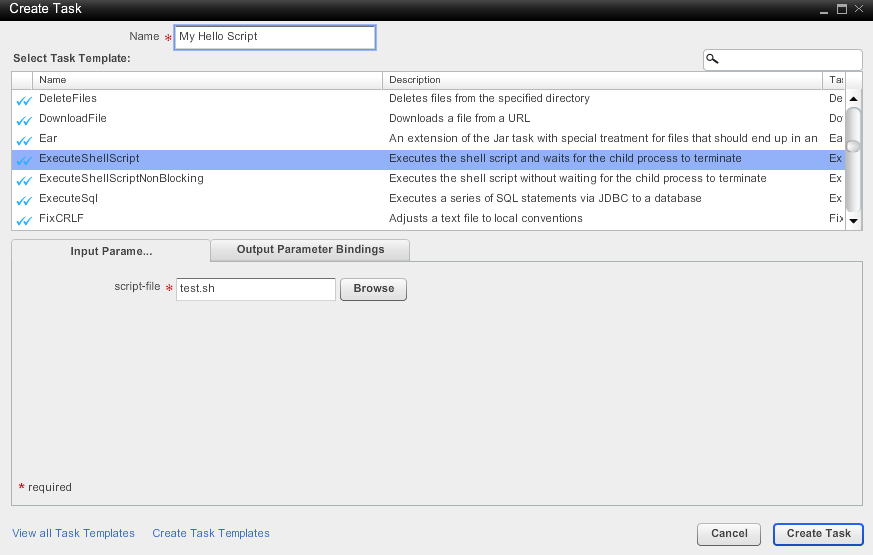 Create Task
Name * My Hello Script
Select Task Template:
Name Description Tas
DeleteFiles Deletes files from the specified directory De
DownloadFile Downloads a file from a URL Do
Ear An extension of the Jar task with special treatment for files that should end up in an Ea
ExecuteShellScript Executes the shell script and waits for the child process to terminate Ex
ExecuteShellScriptNonBlocking Executes the shell script without waiting for the child process to terminate Ex
ExecuteSql Executes a series of SQL statements via JDBC to a database Ex
FixCRLF Adjusts a text file to local conventions Fix
Input Parame... Output Parameter Bindings
script-file * test.sh Browse
* required
View all Task Templates Create Task Templates Cancel Create Task